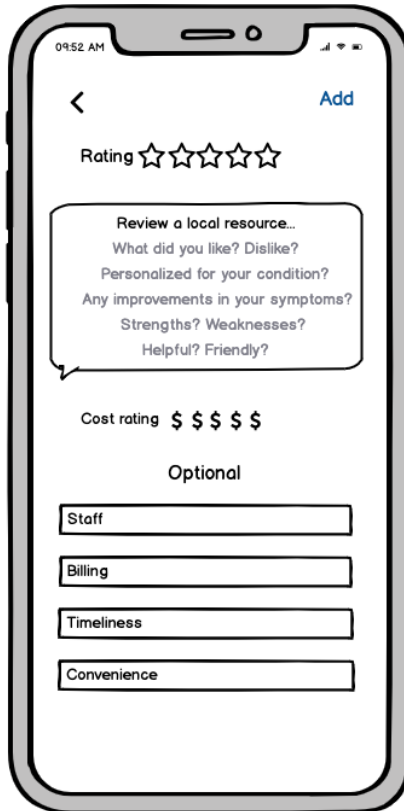 09:52 AM
Add
Rating
Review a local resource...
What did you like? Dislike?
Personalized for your condition?
Any improvements in your symptoms?
Strengths? Weaknesses?
Helpful? Friendly?
Cost rating $ $ $ $ $
Optional
Staff
Billing
Timeliness
Convenience